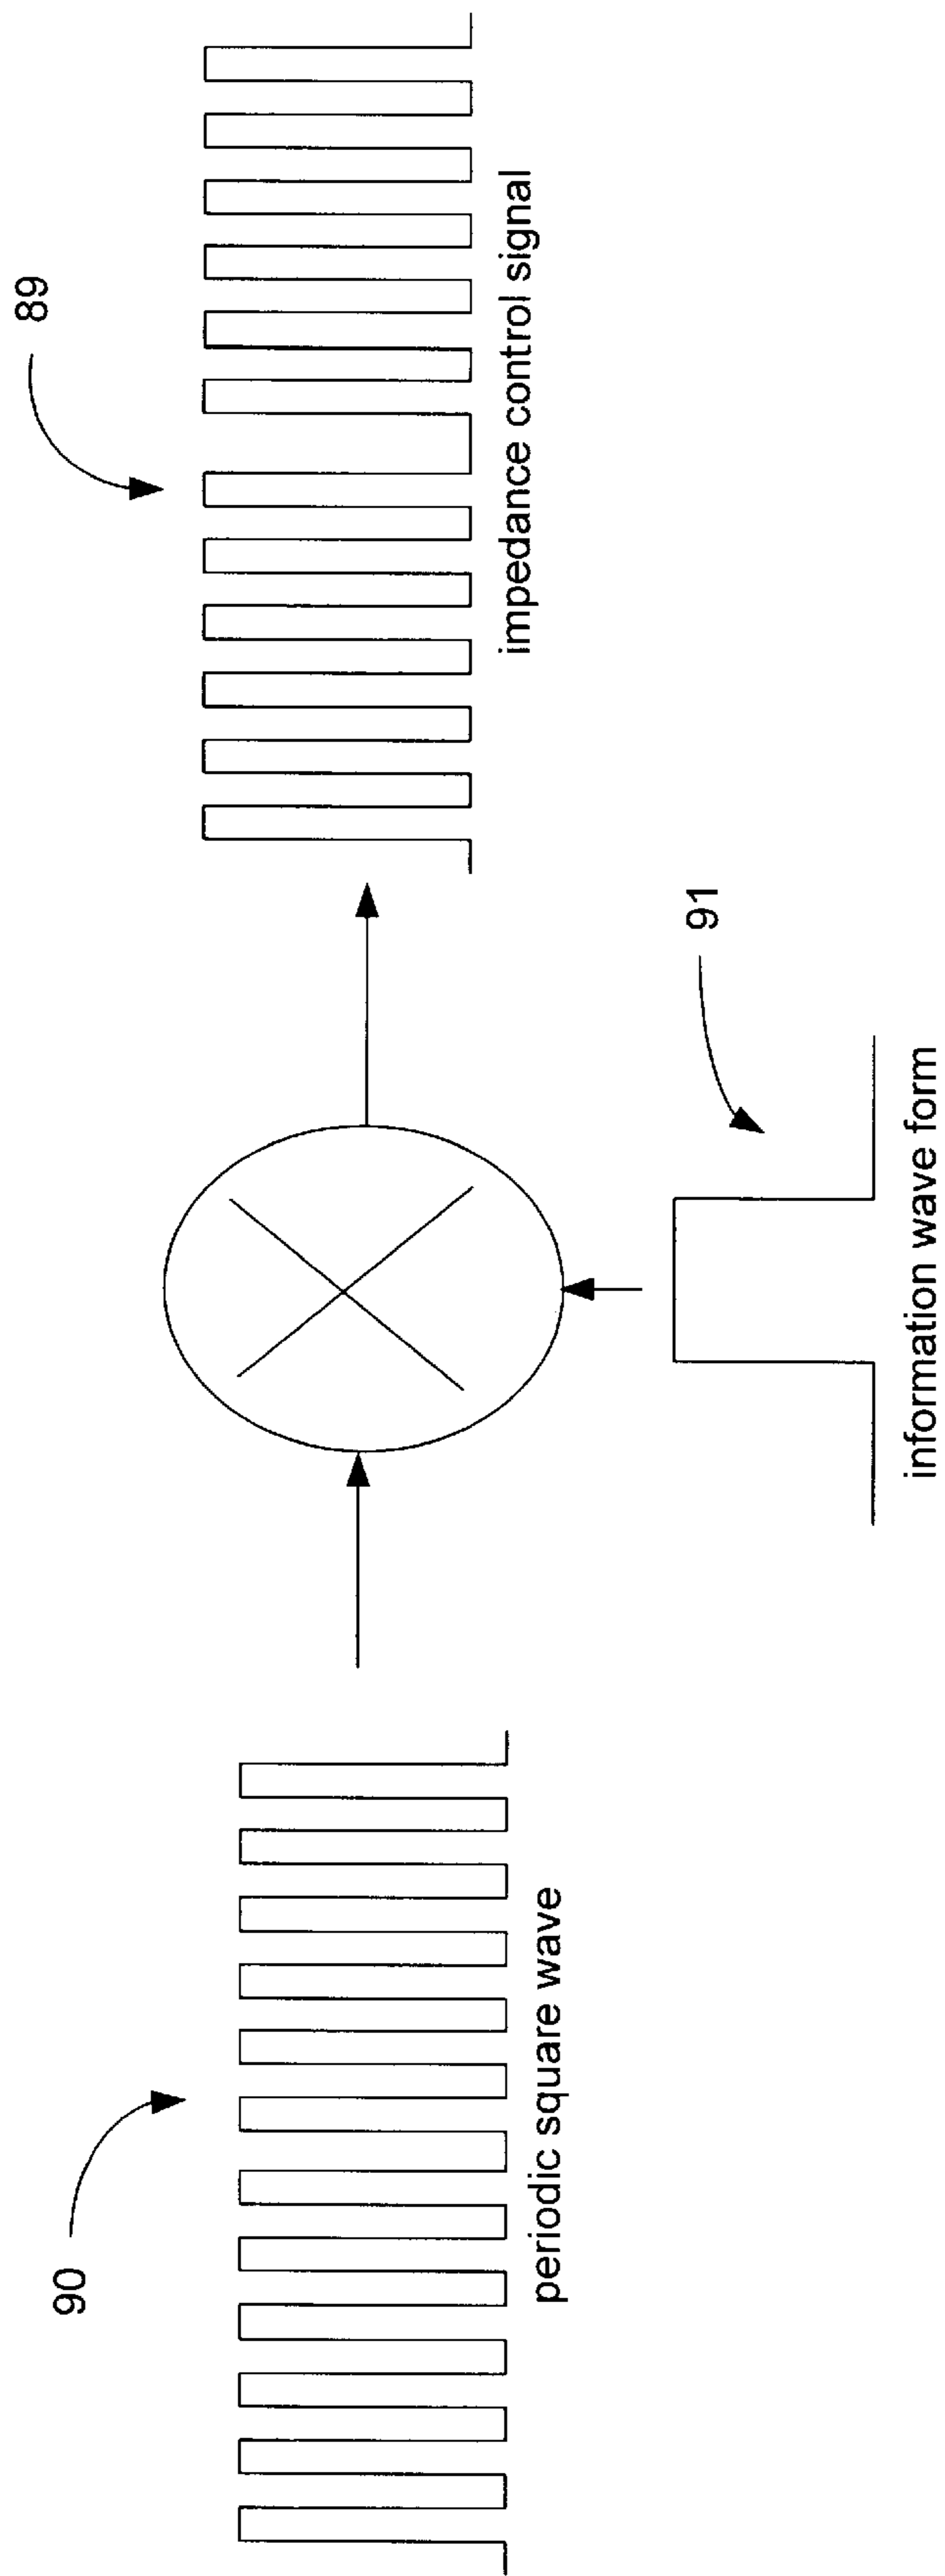 90
periodic square wave
91
information wave form
89
impedance control signal